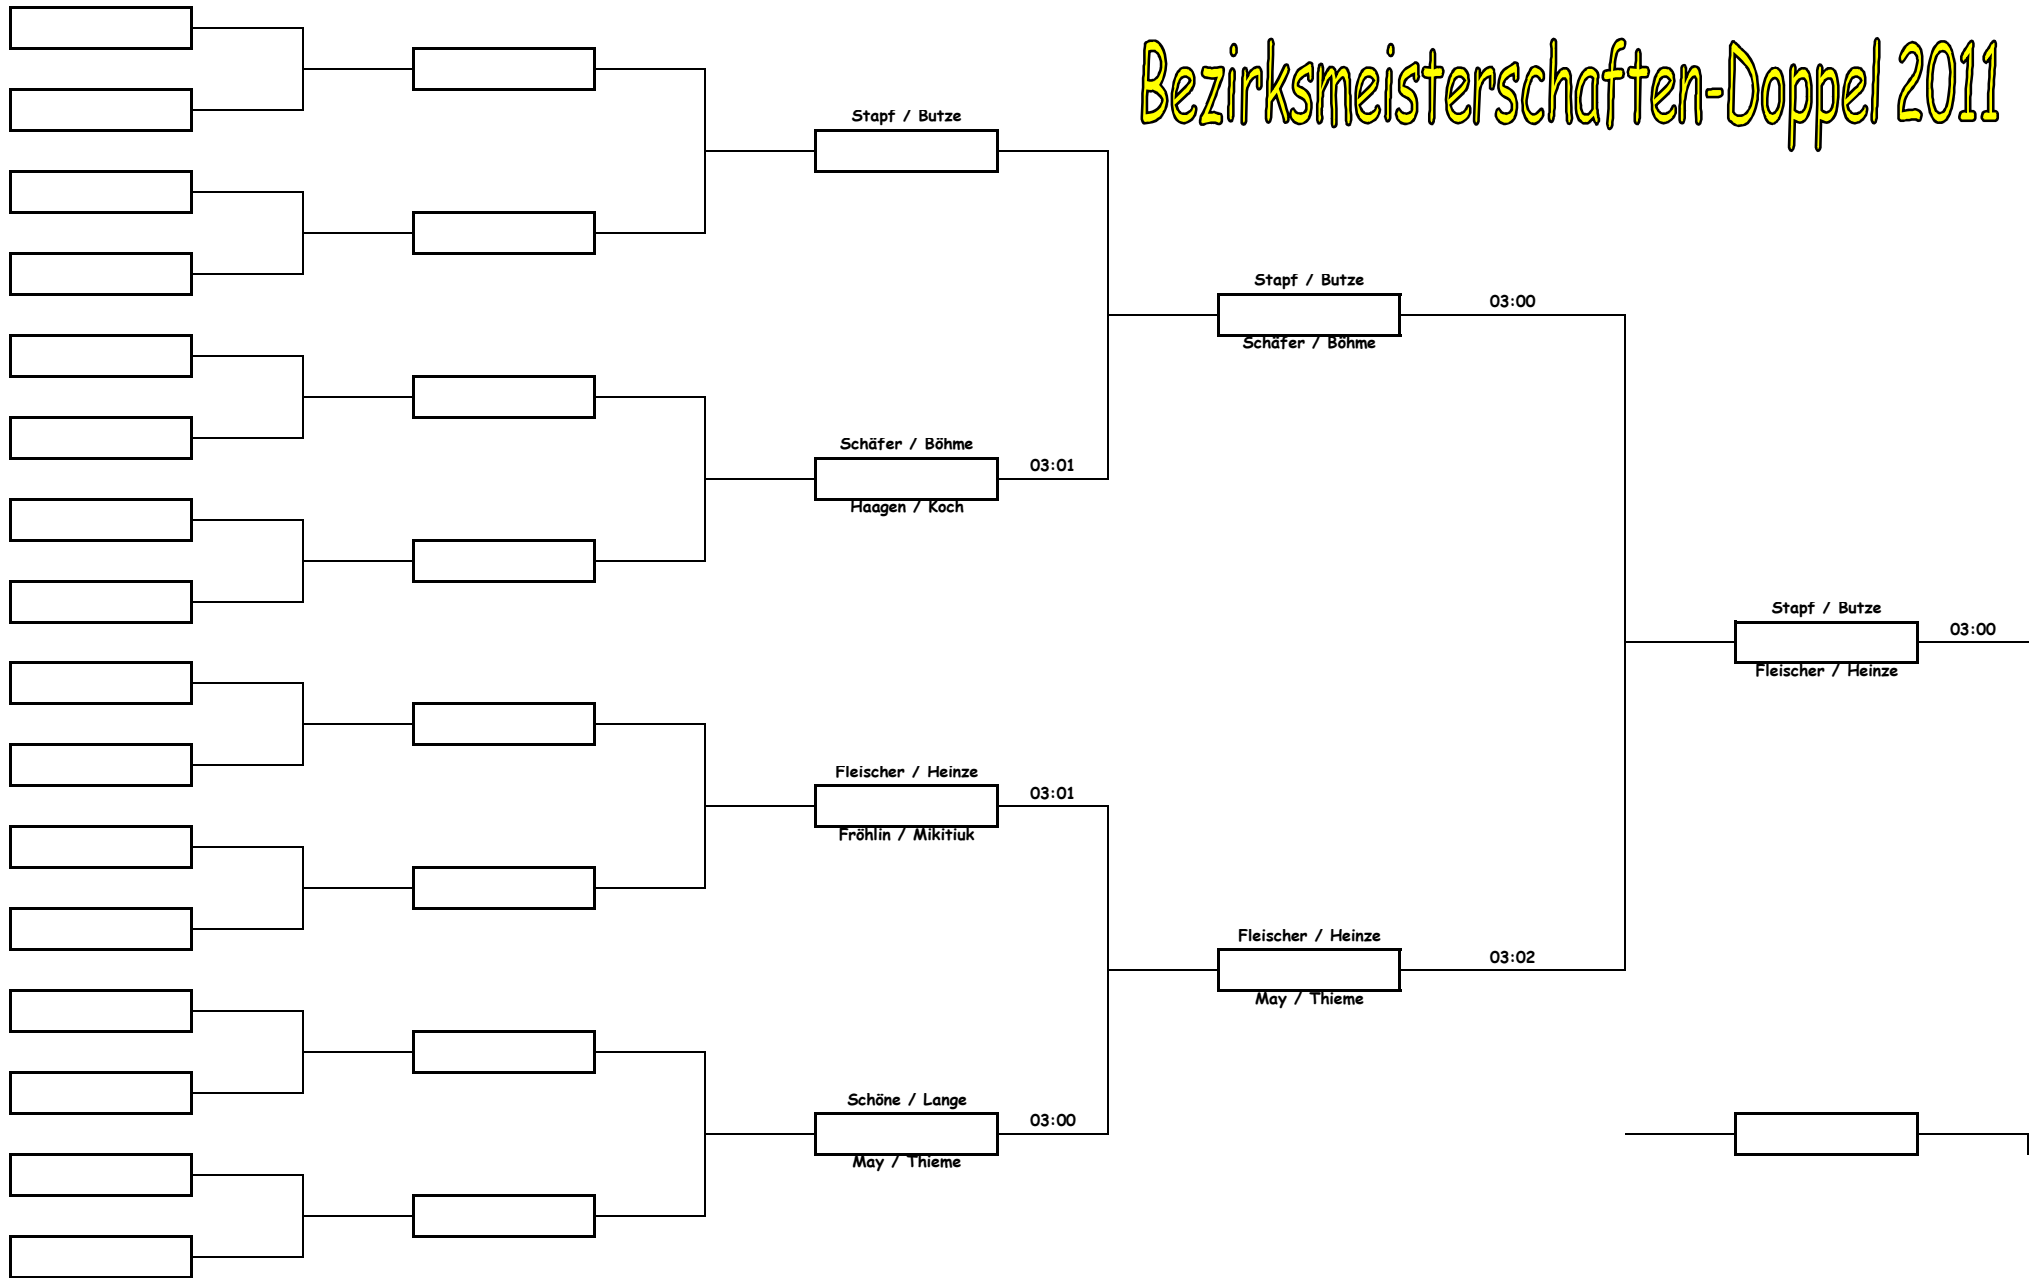 Bezirksmeisterschaften-Doppel 2011
Stapf / Butze
Stapf / Butze
03:00
Schäfer / Böhme
Schäfer / Böhme
03:01
Haagen / Koch
Stapf / Butze
03:00
Fleischer / Heinze
Fleischer / Heinze
03:01
Fröhlin / Mikitiuk
Fleischer / Heinze
03:02
May / Thieme
Schöne / Lange
03:00
May / Thieme